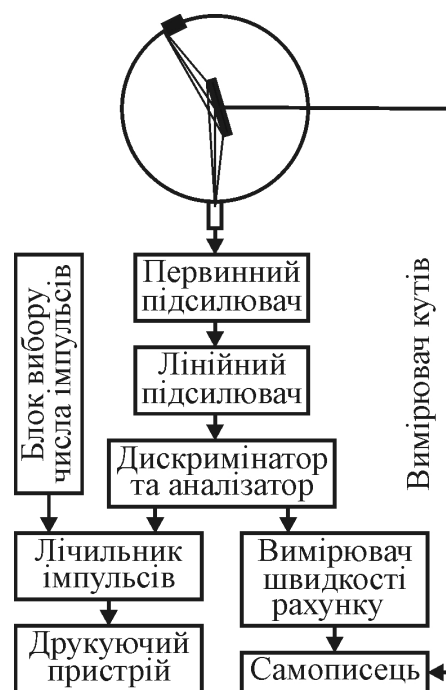 Первинний
підсилювач
Блок вибору
числа імпульсів
Лінійний
підсилювач
Вимірювач кутів
Дискримінатор
та аналізатор
Лічильник
імпульсів
Вимірювач
швидкості
рахунку
Друкуючий
пристрій
Самописець